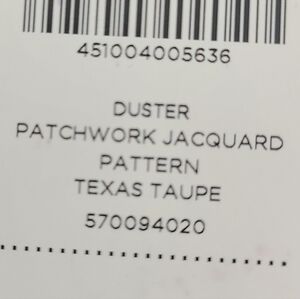 451004005636
DUSTER
PATCHWORK JACQUARD
PATTERN
TEXAS TAUPE
570094020